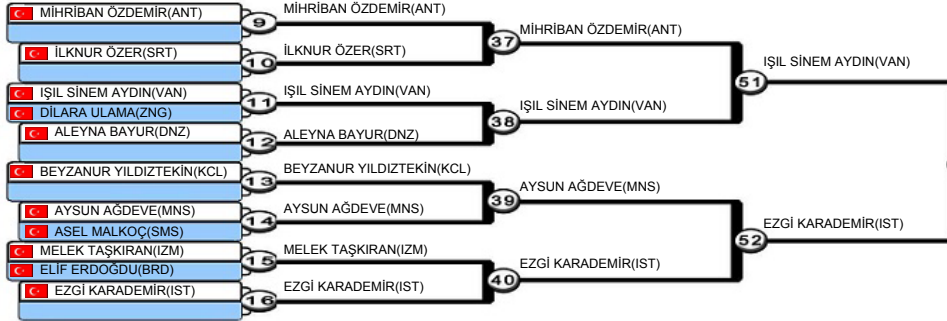 MİHRİBAN ÖZDEMİR(ANT)
9
MİHRİBAN ÖZDEMİR(ANT)
37
MİHRİBAN ÖZDEMİR(ANT)
İLKNUR ÖZER(SRT)
10
İLKNUR ÖZER(SRT)
51
IŞIL SİNEM AYDIN(VAN)
IŞIL SİNEM AYDIN(VAN)
DİLARA ULAMA(ZNG)
11
IŞIL SİNEM AYDIN(VAN)
38
IŞIL SİNEM AYDIN(VAN)
ALEYNA BAYUR(DNZ)
12
ALEYNA BAYUR(DNZ)
BEYZANUR YILDIZTEKİN(KCL)
13
BEYZANUR YILDIZTEKİN(KCL)
39
AYSUN AĞDEVE(MNS)
AYSUN AĞDEVE(MNS)
ASEL MALKOÇ(SMS)
14
AYSUN AĞDEVE(MNS)
52
EZGİ KARADEMİR(IST)
MELEK TAŞKIRAN(IZM)
ELİF ERDOĞDU(BRD)
15
MELEK TAŞKIRAN(IZM)
40
EZGİ KARADEMİR(IST)
EZGİ KARADEMİR(IST)
16
EZGİ KARADEMİR(IST)